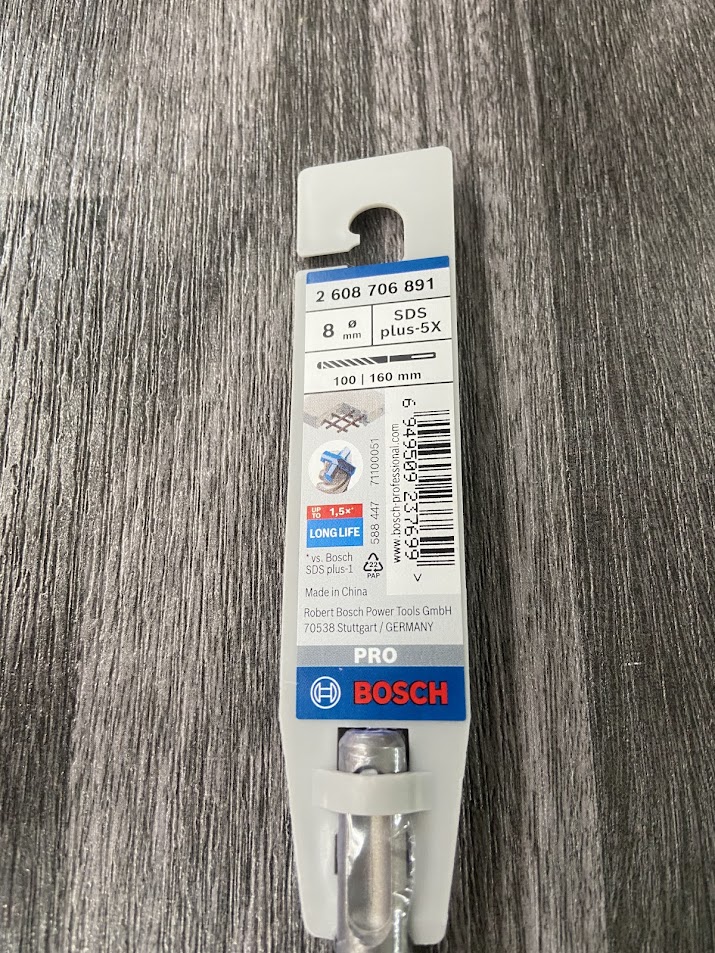 2 608 706 891
8 ø mm
SDS plus-5X
100 | 160 mm
UP TO 1,5x*
LONG LIFE
* vs. Bosch
SDS plus-1
588 447 71100051
22
PAP
www.bosch-professional.com
6 949509 237699 >
Made in China
Robert Bosch Power Tools GmbH
70538 Stuttgart / GERMANY
PRO
BOSCH